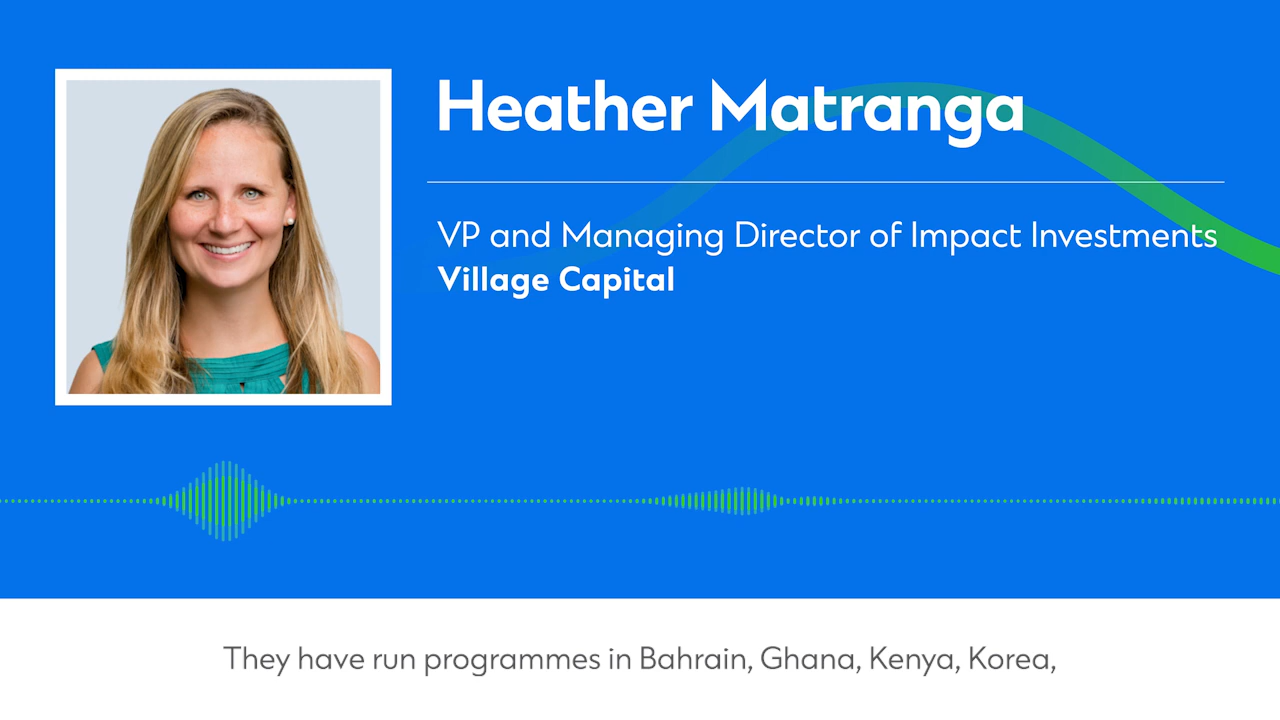 Heather Matranga
VP and Managing Director of Impact Investments
Village Capital
They have run programmes in Bahrain, Ghana, Kenya, Korea,